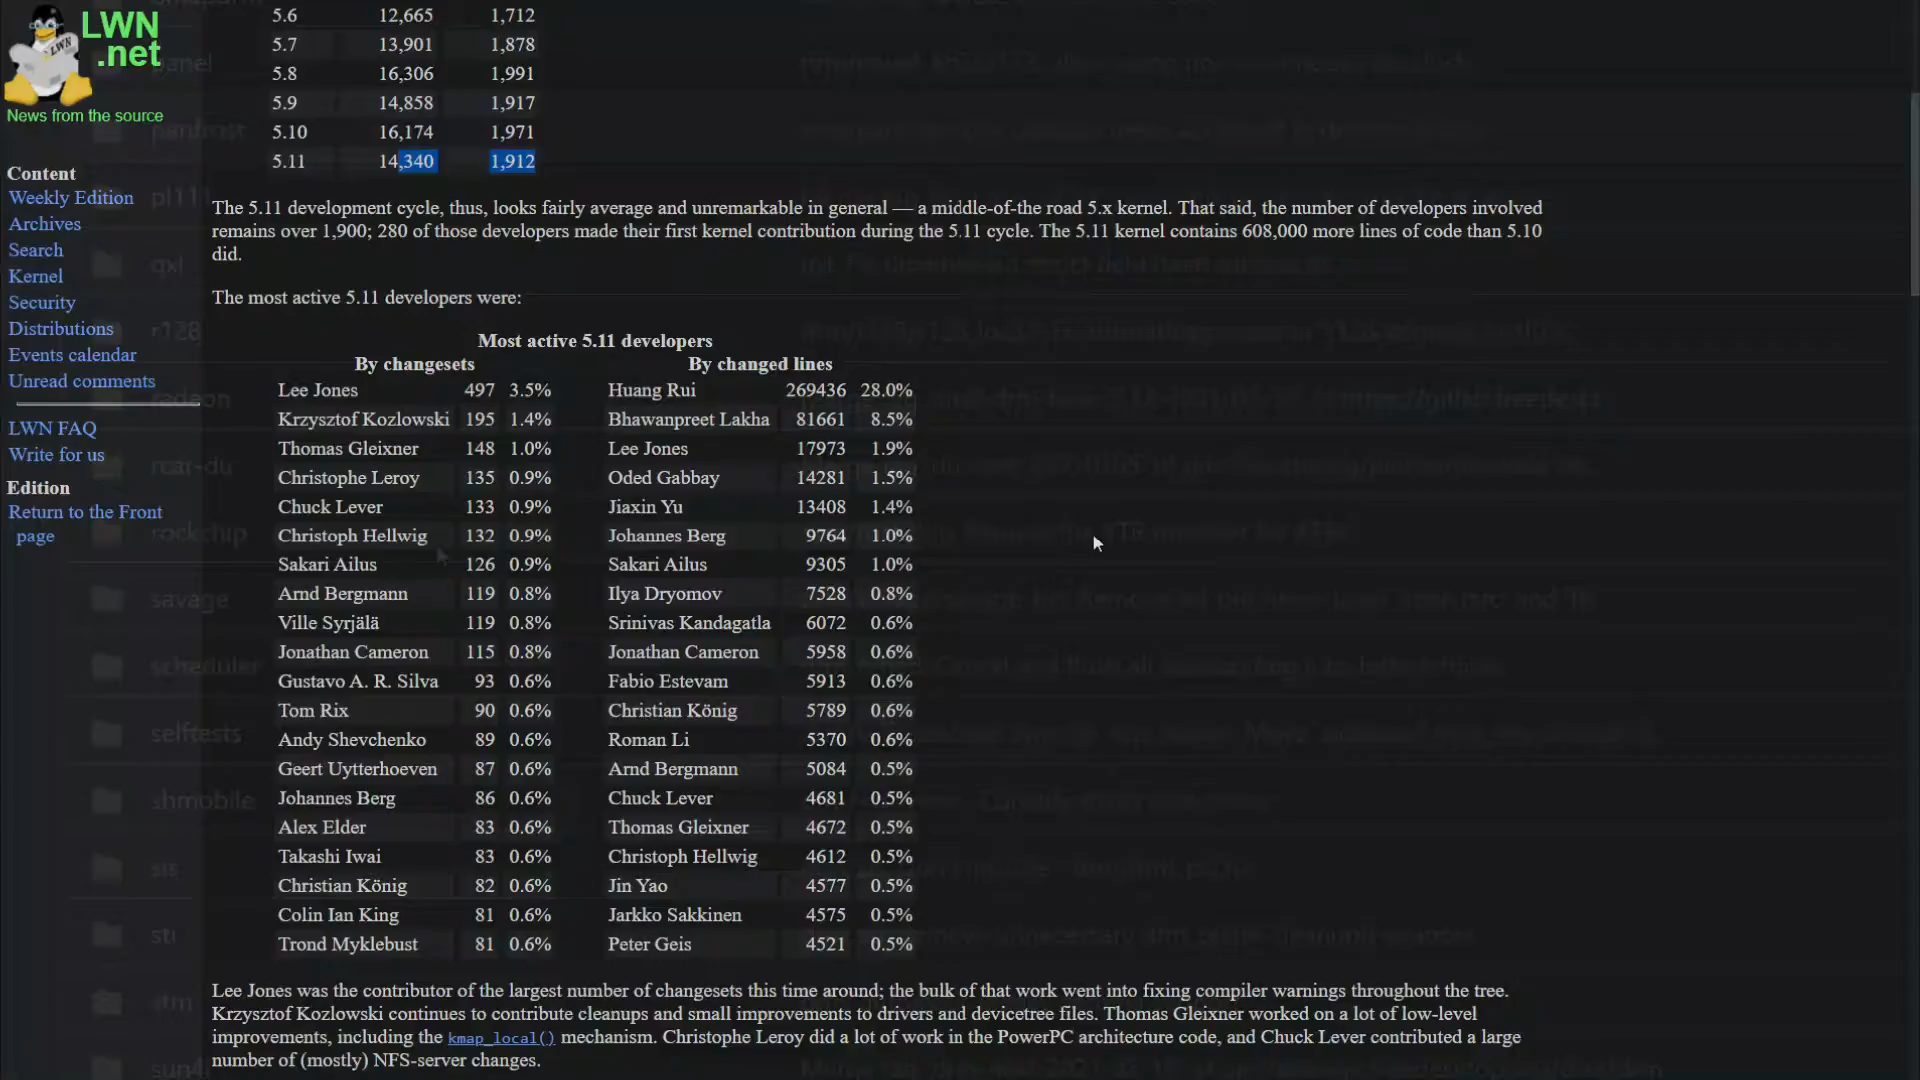 LWN
.net
News from the source
Content
Weekly Edition
Archives
Search
Kernel
Security
Distributions
Events calendar
Unread comments
LWN FAQ
Write for us
Edition
Return to the Front
page
5.6 12,665 1,712
5.7 13,901 1,878
5.8 16,306 1,991
5.9 14,858 1,917
5.10 16,174 1,971
5.11 14,340 1,912
The 5.11 development cycle, thus, looks fairly average and unremarkable in general — a middle-of-the road 5.x kernel. That said, the number of developers involved
remains over 1,900; 280 of those developers made their first kernel contribution during the 5.11 cycle. The 5.11 kernel contains 608,000 more lines of code than 5.10
did.
The most active 5.11 developers were:
Most active 5.11 developers
By changesets By changed lines
Lee Jones 497 3.5% Huang Rui 269436 28.0%
Krzysztof Kozlowski 195 1.4% Bhawanpreet Lakha 81661 8.5%
Thomas Gleixner 148 1.0% Lee Jones 17973 1.9%
Christophe Leroy 135 0.9% Oded Gabbay 14281 1.5%
Chuck Lever 133 0.9% Jiaxin Yu 13408 1.4%
Christoph Hellwig 132 0.9% Johannes Berg 9764 1.0%
Sakari Ailus 126 0.9% Sakari Ailus 9305 1.0%
Arnd Bergmann 119 0.8% Ilya Dryomov 7528 0.8%
Ville Syrjälä 119 0.8% Srinivas Kandagatla 6072 0.6%
Jonathan Cameron 115 0.8% Jonathan Cameron 5958 0.6%
Gustavo A. R. Silva 93 0.6% Fabio Estevam 5913 0.6%
Tom Rix 90 0.6% Christian König 5789 0.6%
Andy Shevchenko 89 0.6% Roman Li 5370 0.6%
Geert Uytterhoeven 87 0.6% Arnd Bergmann 5084 0.5%
Johannes Berg 86 0.6% Chuck Lever 4681 0.5%
Alex Elder 83 0.6% Thomas Gleixner 4672 0.5%
Takashi Iwai 83 0.6% Christoph Hellwig 4612 0.5%
Christian König 82 0.6% Jin Yao 4577 0.5%
Colin Ian King 81 0.6% Jarkko Sakkinen 4575 0.5%
Trond Myklebust 81 0.6% Peter Geis 4521 0.5%
Lee Jones was the contributor of the largest number of changesets this time around; the bulk of that work went into fixing compiler warnings throughout the tree.
Krzysztof Kozlowski continues to contribute cleanups and small improvements to drivers and devicetree files. Thomas Gleixner worked on a lot of low-level
improvements, including the kmap_local() mechanism. Christophe Leroy did a lot of work in the PowerPC architecture code, and Chuck Lever contributed a large
number of (mostly) NFS-server changes.
panel
panfrost
pl111
qxl
r128
radeon
rcar-du
rockchip
savage
scheduler
selftests
shmobile
sis
sti
stm
sun4i